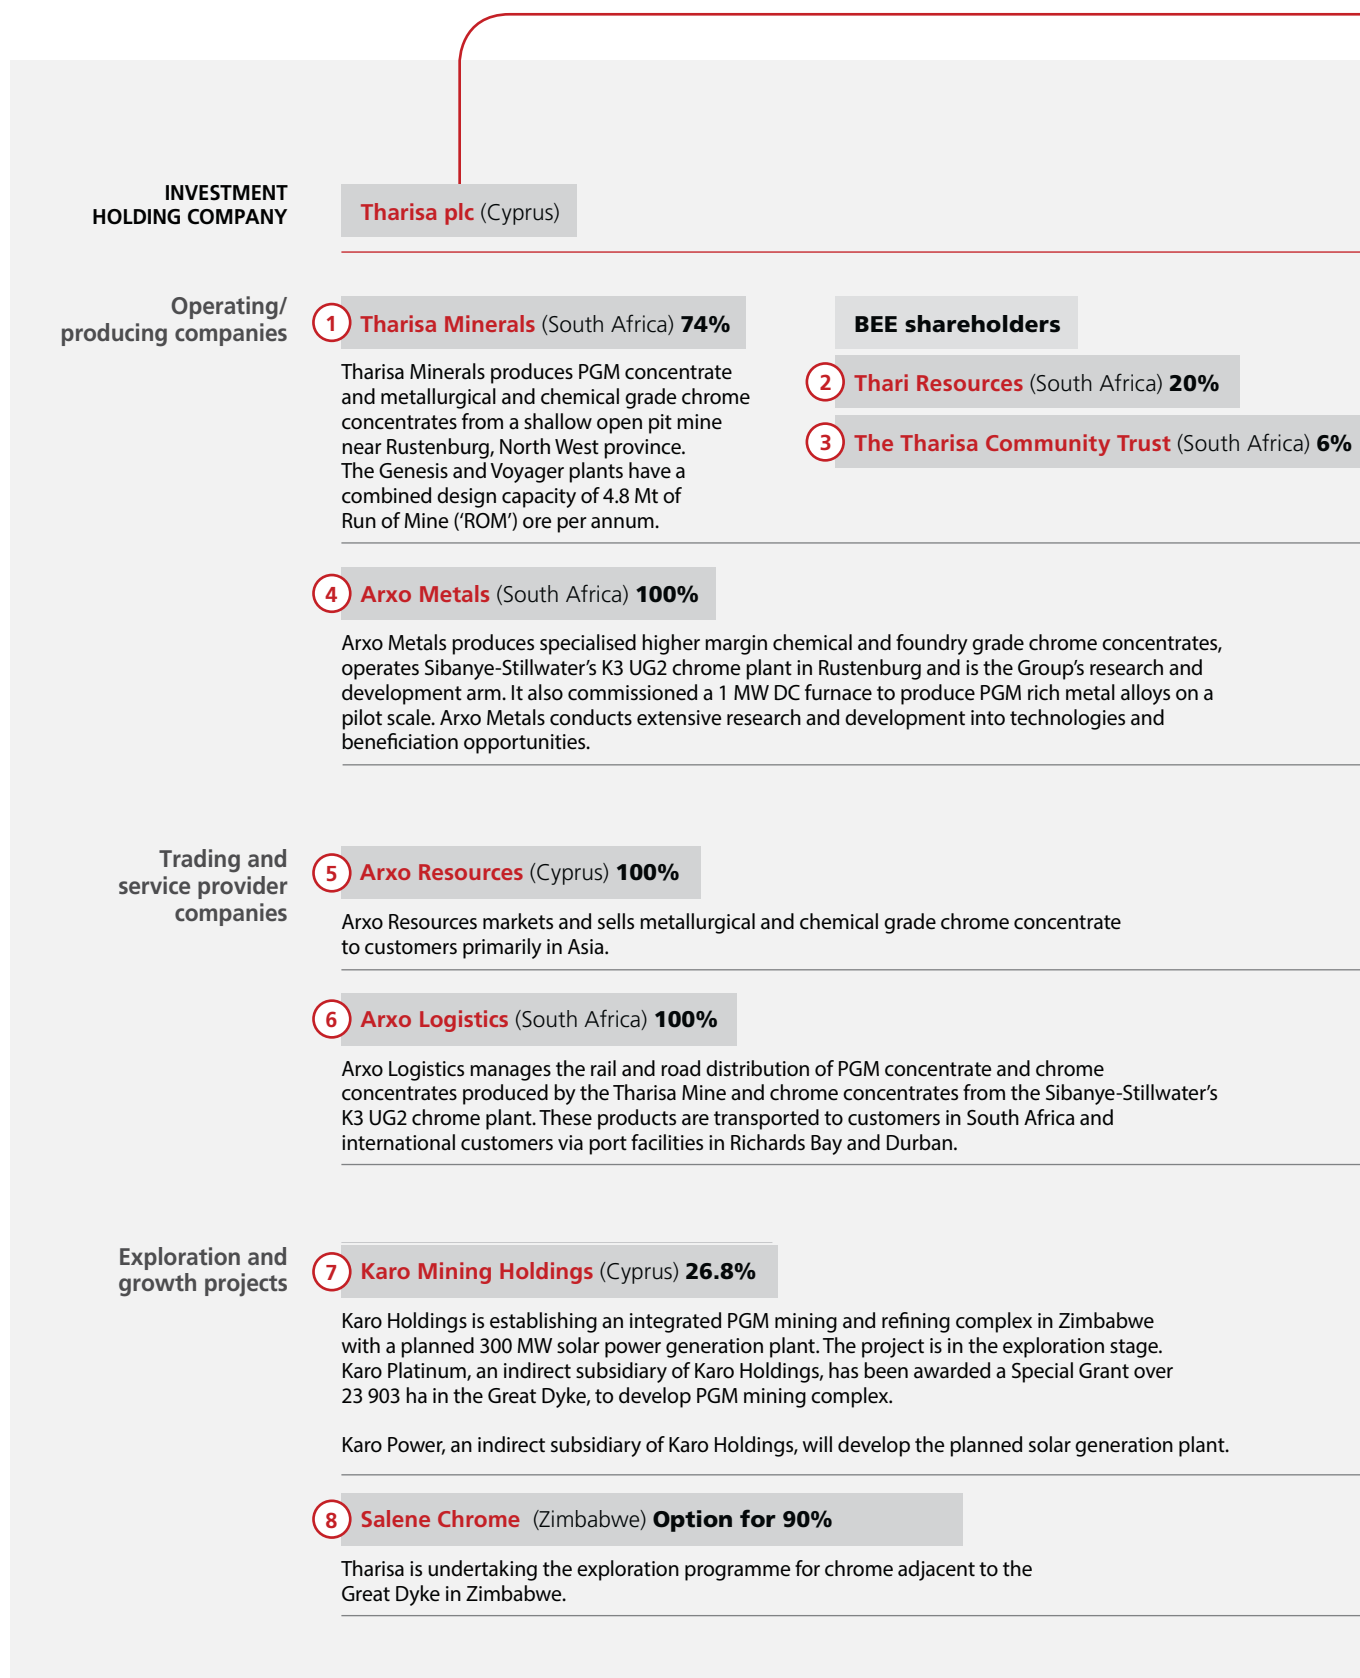 INVESTMENT
HOLDING COMPANY
Tharisa plc (Cyprus)
Operating/
producing companies
1 Tharisa Minerals (South Africa) 74%
Tharisa Minerals produces PGM concentrate
and metallurgical and chemical grade chrome
concentrates from a shallow open pit mine
near Rustenburg, North West province.
The Genesis and Voyager plants have a
combined design capacity of 4.8 Mt of
Run of Mine (‘ROM’) ore per annum.
BEE shareholders
2 Thari Resources (South Africa) 20%
3 The Tharisa Community Trust (South Africa) 6%
4 Arxo Metals (South Africa) 100%
Arxo Metals produces specialised higher margin chemical and foundry grade chrome concentrates,
operates Sibanye-Stillwater’s K3 UG2 chrome plant in Rustenburg and is the Group’s research and
development arm. It also commissioned a 1 MW DC furnace to produce PGM rich metal alloys on a
pilot scale. Arxo Metals conducts extensive research and development into technologies and
beneficiation opportunities.
Trading and
service provider
companies
5 Arxo Resources (Cyprus) 100%
Arxo Resources markets and sells metallurgical and chemical grade chrome concentrate
to customers primarily in Asia.
6 Arxo Logistics (South Africa) 100%
Arxo Logistics manages the rail and road distribution of PGM concentrate and chrome
concentrates produced by the Tharisa Mine and chrome concentrates from the Sibanye-Stillwater’s
K3 UG2 chrome plant. These products are transported to customers in South Africa and
international customers via port facilities in Richards Bay and Durban.
Exploration and
growth projects
7 Karo Mining Holdings (Cyprus) 26.8%
Karo Holdings is establishing an integrated PGM mining and refining complex in Zimbabwe
with a planned 300 MW solar power generation plant. The project is in the exploration stage.
Karo Platinum, an indirect subsidiary of Karo Holdings, has been awarded a Special Grant over
23 903 ha in the Great Dyke, to develop PGM mining complex.
Karo Power, an indirect subsidiary of Karo Holdings, will develop the planned solar generation plant.
8 Salene Chrome (Zimbabwe) Option for 90%
Tharisa is undertaking the exploration programme for chrome adjacent to the
Great Dyke in Zimbabwe.